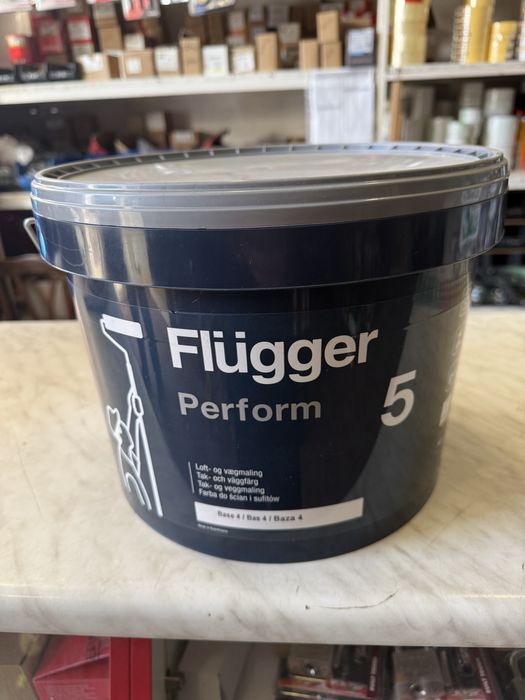 Flügger
Perform
5
Loft- og vægmaling
Tak- och väggfärg
Tak- og veggmaling
Farba do ścian i sufitów
Base 4 / Bas 4 / Baza 4